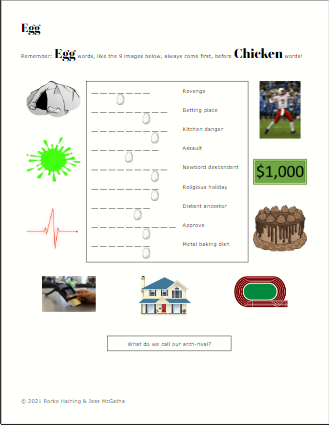 Egg
Remember: Egg words, like the 9 images below, always come first, before Chicken words!
Revenge
Betting place
Kitchen danger
Assault
Newborn descendent
Religious holiday
Distant ancestor
Approve
Metal baking dish
$1,000
What do we call our arch-rival?
© 2021 Rorke Haining & Joss McGatha